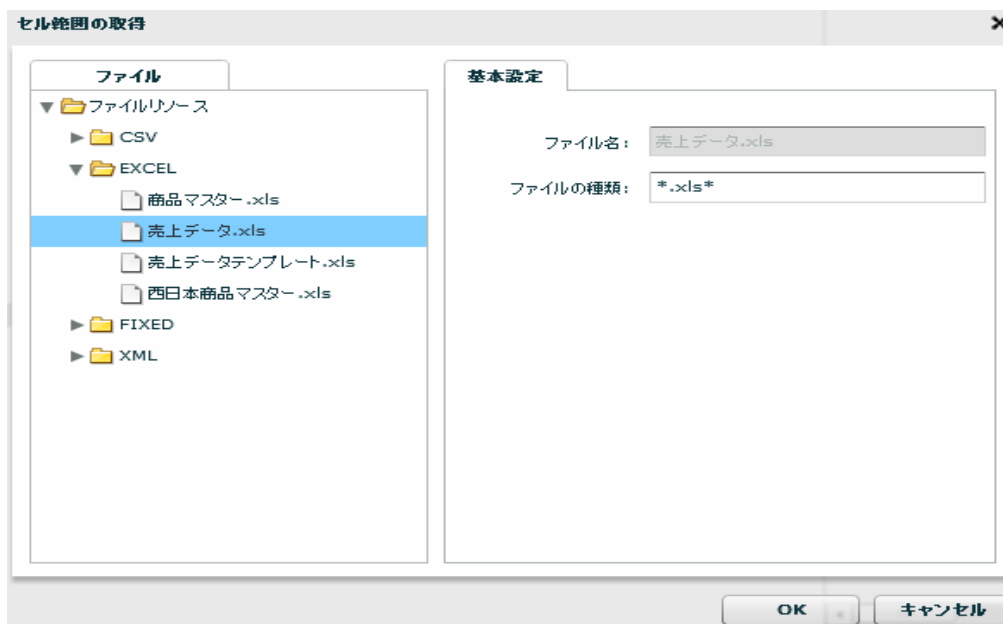 セル範囲の取得
ファイル
ファイルリソース
CSV
EXCEL
商品マスター.xls
売上データ.xls
売上データテンプレート.xls
西日本商品マスター.xls
FIXED
XML
基本設定
ファイル名:
売上データ.xls
ファイルの種類:
*.xls*
OK
キャンセル